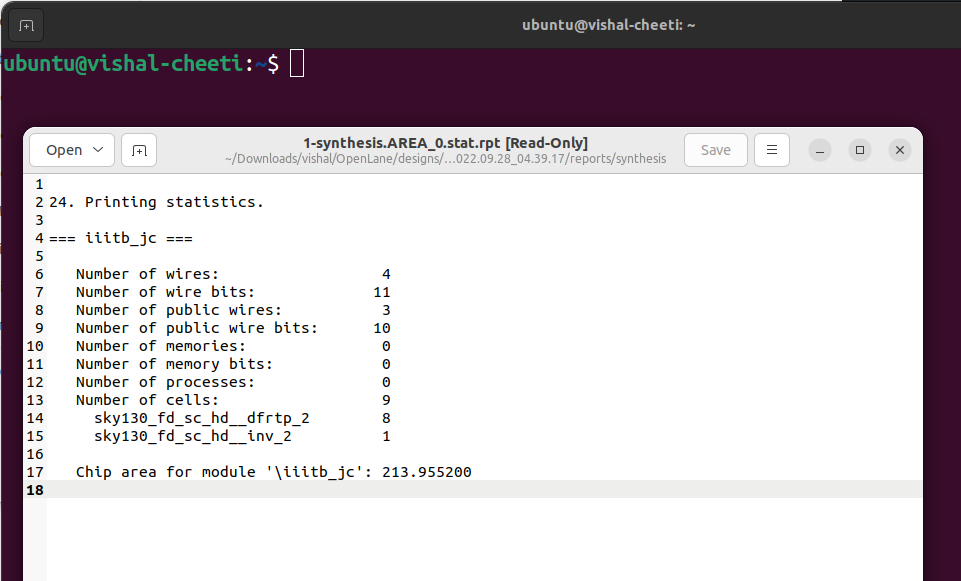 ubuntu@vishal-cheeti: ~
ubuntu@vishal-cheeti:~$
Open
1-synthesis.AREA_0.stat.rpt [Read-Only]
~/Downloads/vishal/OpenLane/designs/...022.09.28_04.39.17/reports/synthesis
Save
1
2 24. Printing statistics.
3
4 === iiitb_jc ===
5
6 Number of wires: 4
7 Number of wire bits: 11
8 Number of public wires: 3
9 Number of public wire bits: 10
10 Number of memories: 0
11 Number of memory bits: 0
12 Number of processes: 0
13 Number of cells: 9
14 sky130_fd_sc_hd__dfrtp_2 8
15 sky130_fd_sc_hd__inv_2 1
16
17 Chip area for module '\iiitb_jc': 213.955200
18